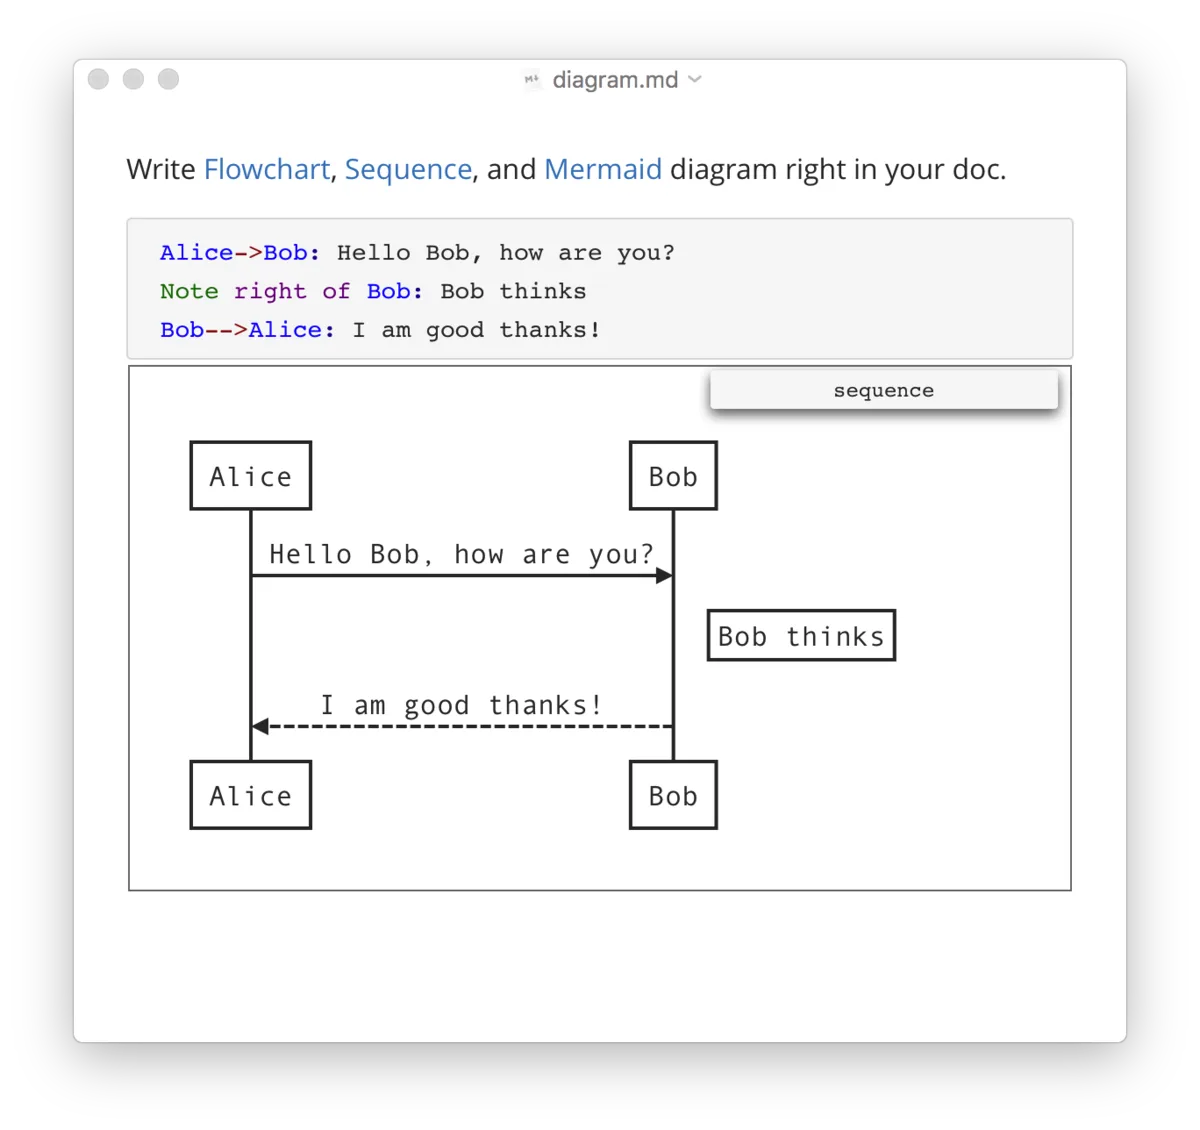 diagram.md
Write Flowchart, Sequence, and Mermaid diagram right in your doc.
Alice->Bob: Hello Bob, how are you?
Note right of Bob: Bob thinks
Bob-->Alice: I am good thanks!
sequence
Alice
Bob
Hello Bob, how are you?
Bob thinks
I am good thanks!
Alice
Bob